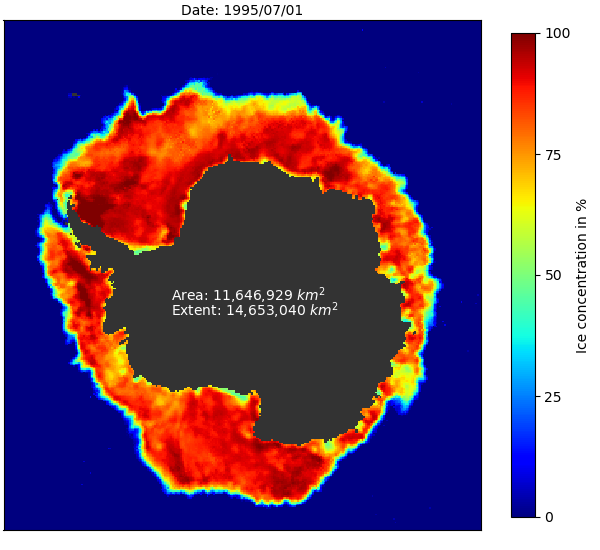 Date: 1995/07/01
100
75
50
25
0
Ice concentration in %
Area: 11,646,929 km²
Extent: 14,653,040 km²